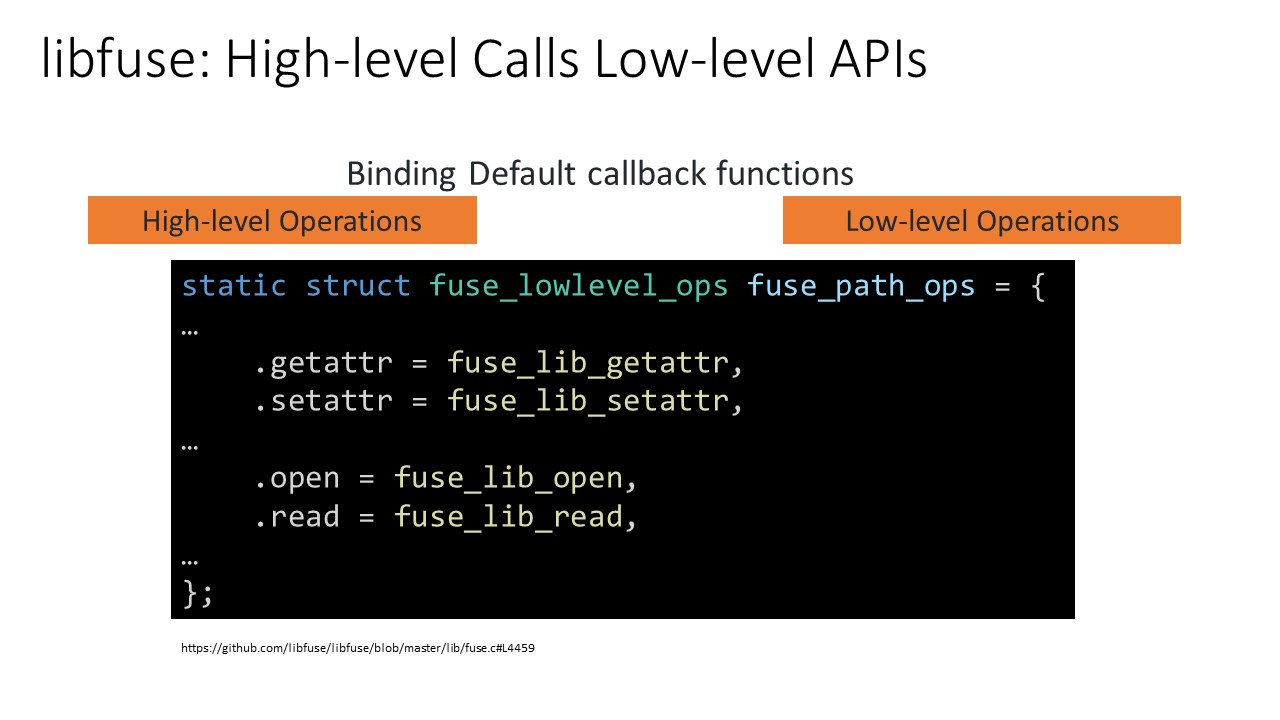 libfuse: High-level Calls Low-level APIs
Binding Default callback functions
High-level Operations
Low-level Operations
static struct fuse_lowlevel_ops fuse_path_ops = {
…
    .getattr = fuse_lib_getattr,
    .setattr = fuse_lib_setattr,
…
    .open = fuse_lib_open,
    .read = fuse_lib_read,
…
};
https://github.com/libfuse/libfuse/blob/master/lib/fuse.c#L4459